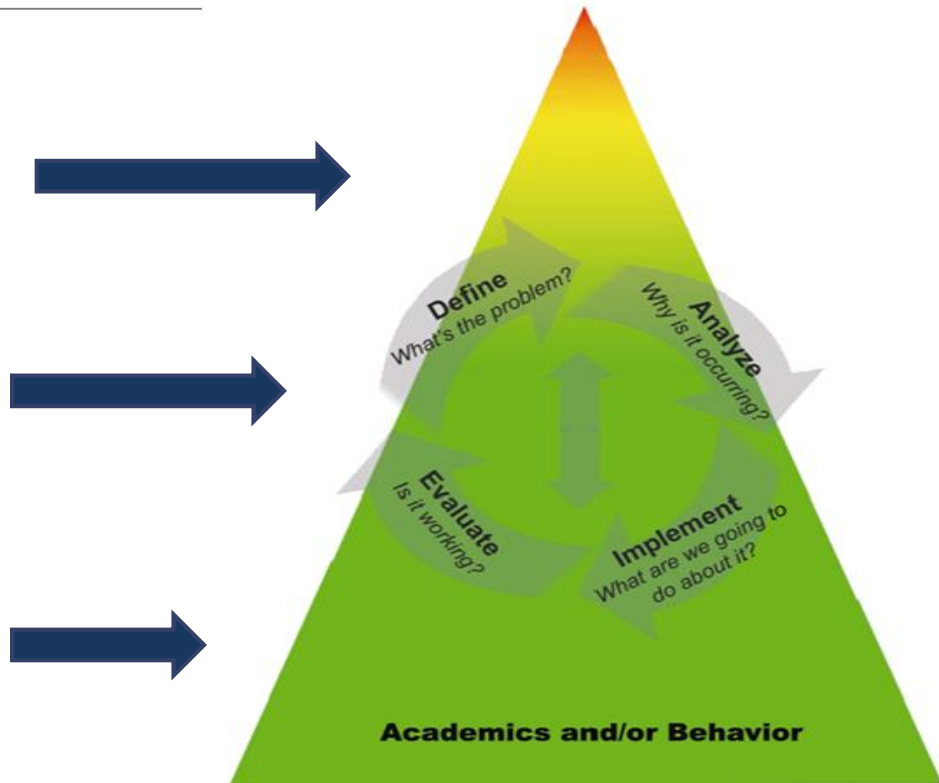 Define
What's the problem?
Analyze
Why is it occurring?
Implement
What are we going to
do about it?
Evaluate
Is it working?
Academics and/or Behavior